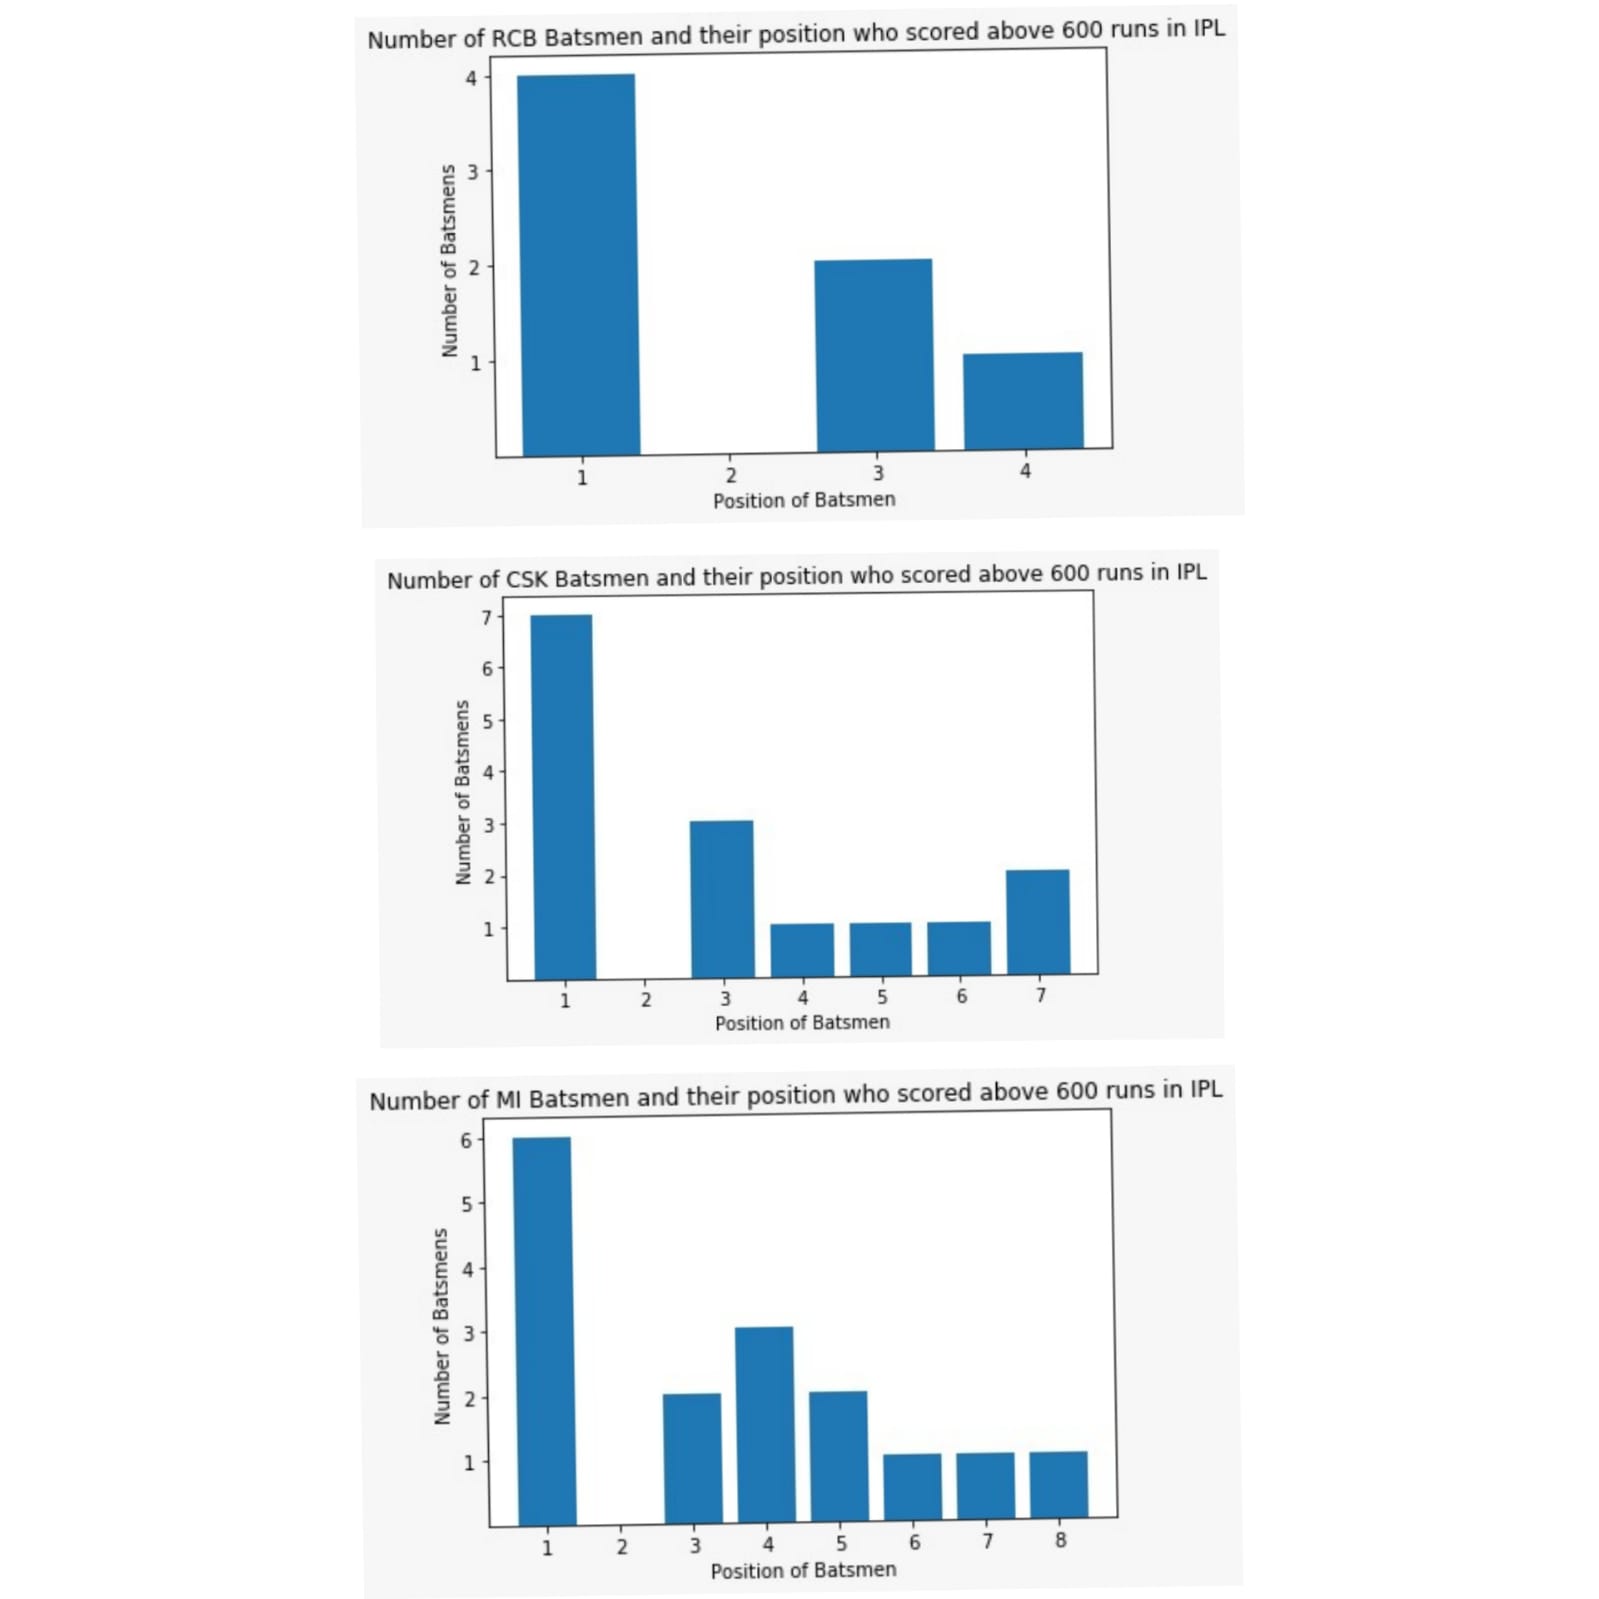 Number of RCB Batsmen and their position who scored above 600 runs in IPL
Number of Batsmens
4
3
2
1
1 2 3 4
Position of Batsmen
Number of CSK Batsmen and their position who scored above 600 runs in IPL
Number of Batsmens
7
6
5
4
3
2
1
1 2 3 4 5 6 7
Position of Batsmen
Number of MI Batsmen and their position who scored above 600 runs in IPL
Number of Batsmens
6
5
4
3
2
1
1 2 3 4 5 6 7 8
Position of Batsmen